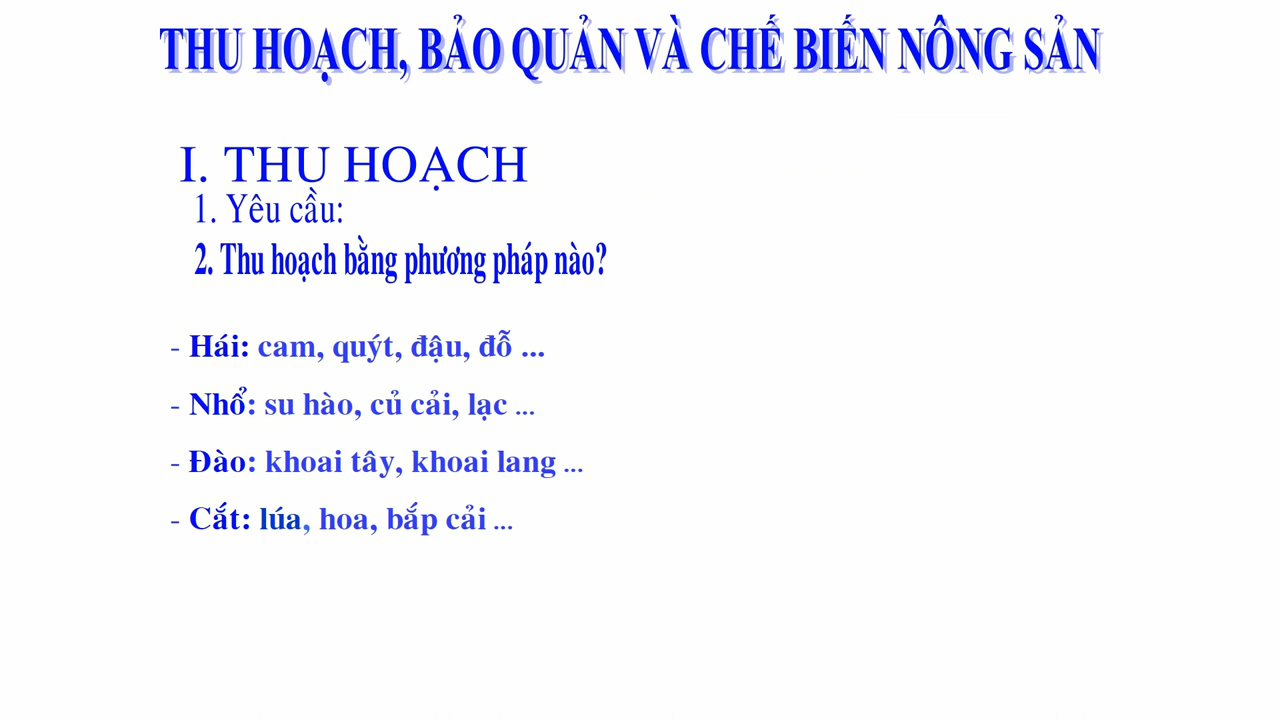 THU HOẠCH, BẢO QUẢN VÀ CHẾ BIẾN NÔNG SẢN
I. THU HOẠCH
1. Yêu cầu:
2. Thu hoạch bằng phương pháp nào?
- Hái: cam, quýt, đậu, đỗ ...
- Nhổ: su hào, củ cải, lạc ...
- Đào: khoai tây, khoai lang ...
- Cắt: lúa, hoa, bắp cải ...